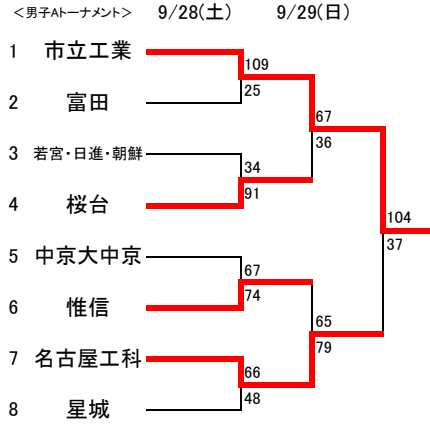 ＜男子Aトーナメント＞ 9/28(土) 9/29(日)
1 市立工業
109
25
2 富田
67
36
3 若宮・日進・朝鮮
34
91
4 桜台
104
37
5 中京大中京
67
74
6 惟信
65
79
7 名古屋工科
66
48
8 星城